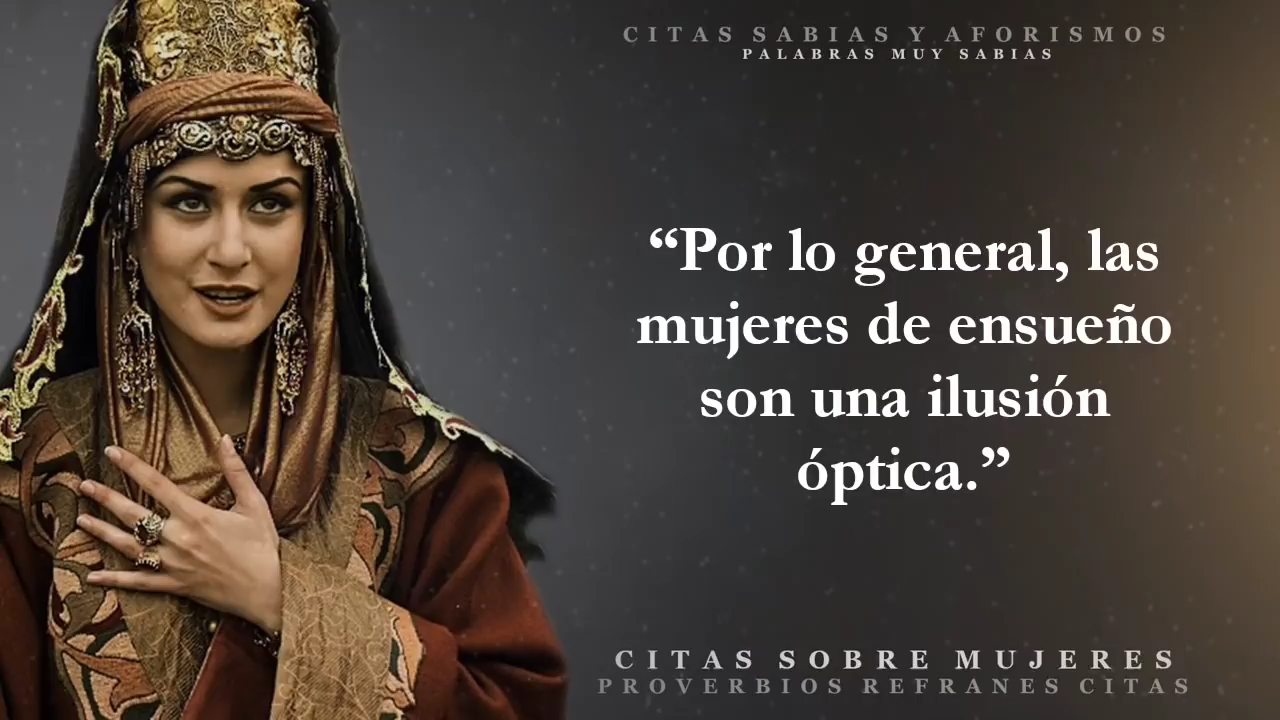 CITAS SABIAS Y AFORISMOS
PALABRAS MUY SABIAS
“Por lo general, las
mujeres de ensueño
son una ilusión
óptica.”
CITAS SOBRE MUJERES
PROVERBIOS REFRANES CITAS